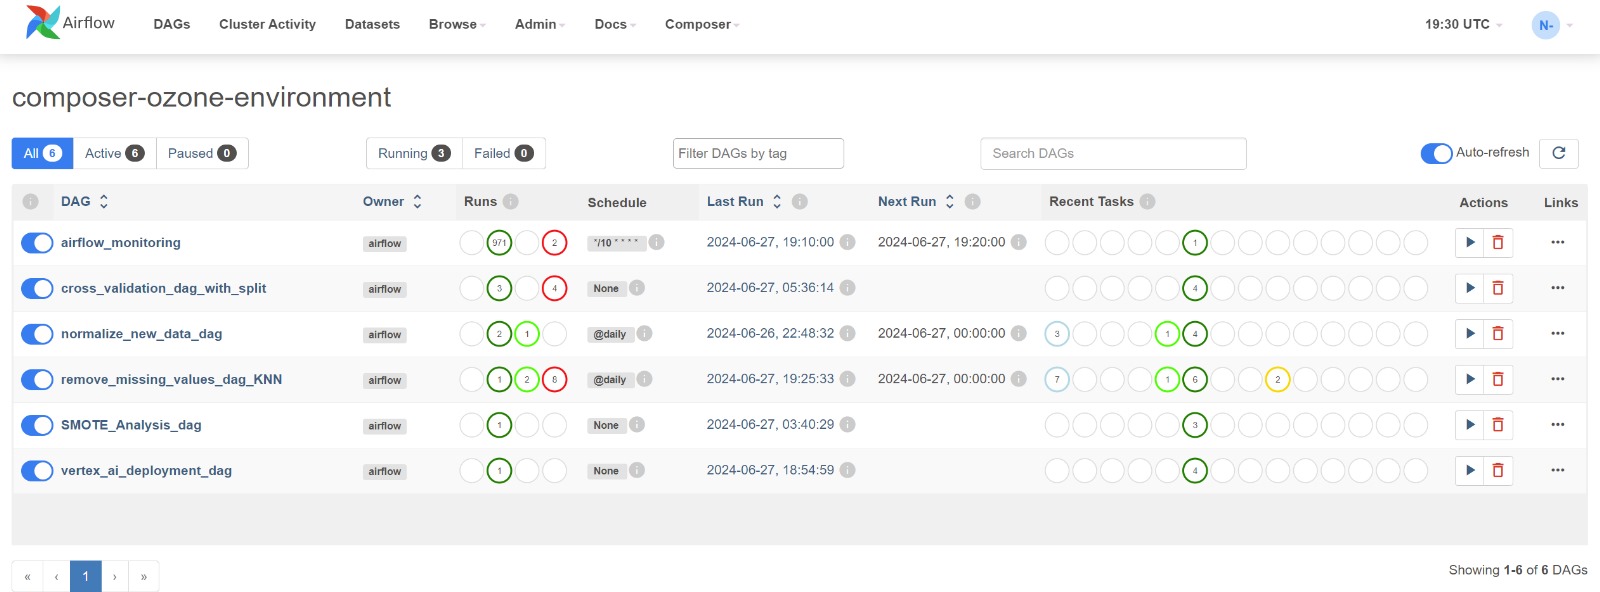 Airflow DAGs Cluster Activity Datasets Browse Admin Docs Composer 19:30 UTC N-
composer-ozone-environment
All 6 Active 6 Paused 0 Running 3 Failed 0 Filter DAGs by tag Search DAGs Auto-refresh
DAG Owner Runs Schedule Last Run Next Run Recent Tasks Actions Links
airflow_monitoring airflow 971 2 */10 * * * * 2024-06-27, 19:10:00 2024-06-27, 19:20:00 1
cross_validation_dag_with_split airflow 3 4 None 2024-06-27, 05:36:14 4
normalize_new_data_dag airflow 2 1 @daily 2024-06-26, 22:48:32 2024-06-27, 00:00:00 3 1 4
remove_missing_values_dag_KNN airflow 1 2 8 @daily 2024-06-27, 19:25:33 2024-06-27, 00:00:00 7 1 6 2
SMOTE_Analysis_dag airflow 1 None 2024-06-27, 03:40:29 3
vertex_ai_deployment_dag airflow 1 None 2024-06-27, 18:54:59 4
« ‹ 1 › » Showing 1-6 of 6 DAGs